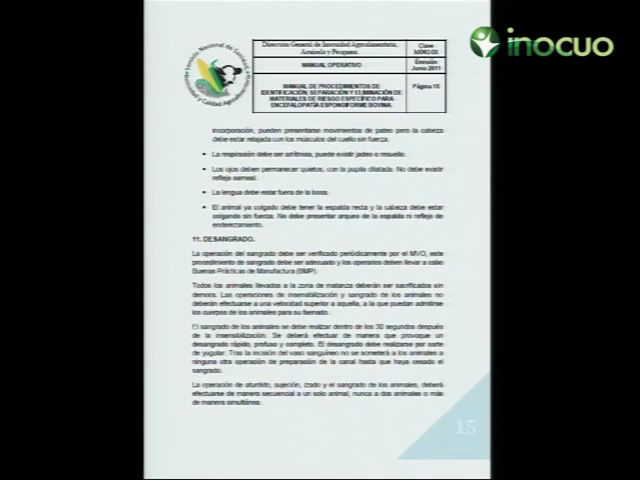 inocuo
Servicio Nacional de Sanidad, Inocuidad y Calidad Agroalimentaria
Dirección General de Inocuidad Agroalimentaria,
Acuícola y Pesquera.
Clave
MANUAL OPERATIVO
Emisión
Junio 2011
MANUAL DE PROCEDIMIENTOS DE
IDENTIFICACIÓN, SEPARACIÓN Y ELIMINACIÓN DE
MATERIALES DE RIESGO ESPECÍFICO PARA
ENCEFALOPATÍA ESPONGIFORME BOVINA.
Página 15
incorporación, pueden presentarse movimientos de pateo pero la cabeza
debe estar relajada con los músculos del cuello sin fuerza.
• La respiración debe ser arrítmica, puede existir jadeo o resuello.
• Los ojos deben permanecer quietos, con la pupila dilatada. No debe existir
reflejo corneal.
• La lengua debe estar fuera de la boca.
• El animal ya colgado debe tener la espalda recta y la cabeza debe estar
colgando sin fuerza. No debe presentar arqueo de la espalda ni reflejo de
enderezamiento.
11. DESANGRADO.
La operación del sangrado debe ser verificado periódicamente por el MVO, este
procedimiento de sangrado debe ser adecuado y los operarios deben llevar a cabo
Buenas Prácticas de Manufactura (BMP).
Todos los animales llevados a la zona de matanza deberán ser sacrificados sin
demora. Las operaciones de insensibilización y sangrado de los animales no
deberán efectuarse a una velocidad superior a aquella, a la que puedan admitirse
los cuerpos de los animales para su faenado.
El sangrado de los animales se debe realizar dentro de los 30 segundos después
de la insensibilización. Se deberá efectuar de manera que provoque un
desangrado rápido, profuso y completo. El desangrado debe realizarse por corte
de yugular. Tras la incisión del vaso sanguíneo no se someterá a los animales a
ninguna otra operación de preparación de la canal hasta que haya cesado el
sangrado.
La operación de aturdido, sujeción, izado y el sangrado de los animales, deberá
efectuarse de manera secuencial a un solo animal; nunca a dos animales o más
de manera simultánea.
15